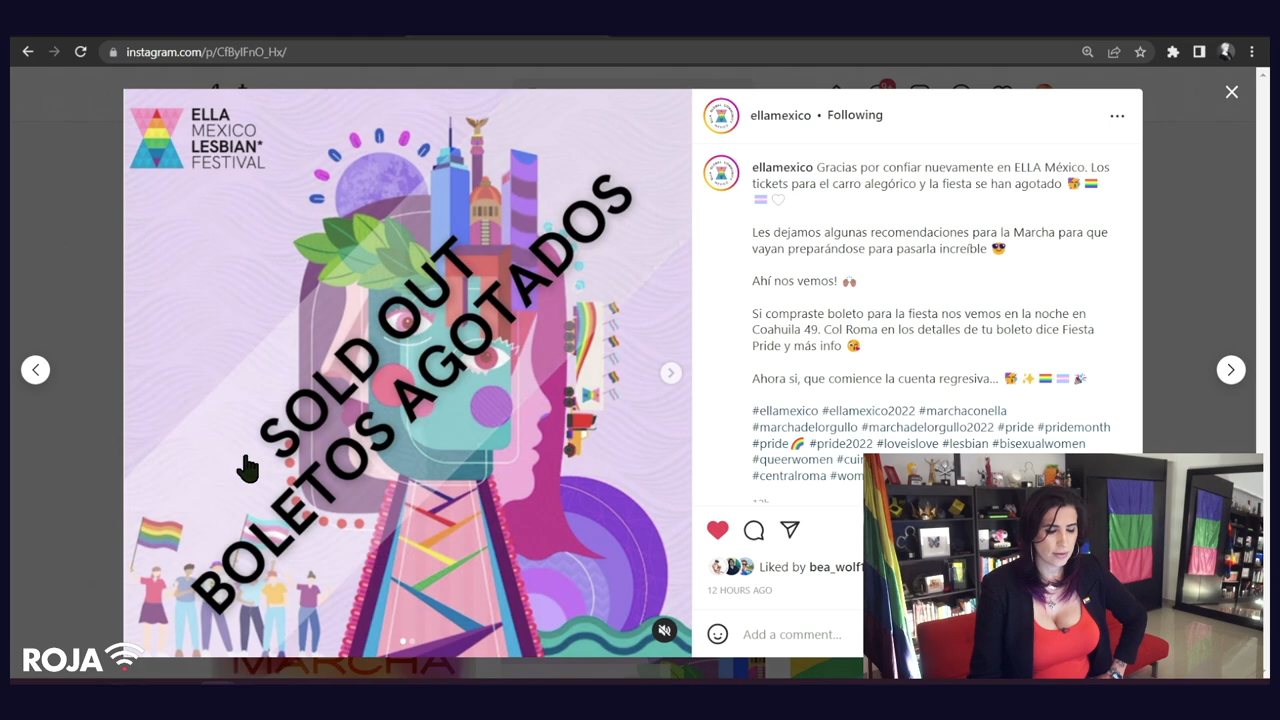 instagram.com/p/CfByIFnO_Hx/
ELLA
MEXICO
LESBIAN*
FESTIVAL
SOLD OUT
BOLETOS AGOTADOS
MARCHA
ellamexico • Following
ellamexico Gracias por confiar nuevamente en ELLA México. Los
tickets para el carro alegórico y la fiesta se han agotado 🥳 🏳️‍🌈
Les dejamos algunas recomendaciones para la Marcha para que
vayan preparándose para pasarla increíble 😎
Ahí nos vemos! 🙌🏽
Si compraste boleto para la fiesta nos vemos en la noche en
Coahuila 49. Col Roma en los detalles de tu boleto dice Fiesta
Pride y más info 😘
Ahora si, que comience la cuenta regresiva... 🥳 ✨ 🏳️‍🌈 🏳️‍⚧️ 🎉
#ellamexico #ellamexico2022 #marchaconella
#marchadelorgullo #marchadelorgullo2022 #pride #pridemonth
#pride🌈 #pride2022 #loveislove #lesbian #bisexualwomen
#queerwomen #cuir
#centralroma #wom
Liked by bea_wolf
12 HOURS AGO
Add a comment...
ROJA